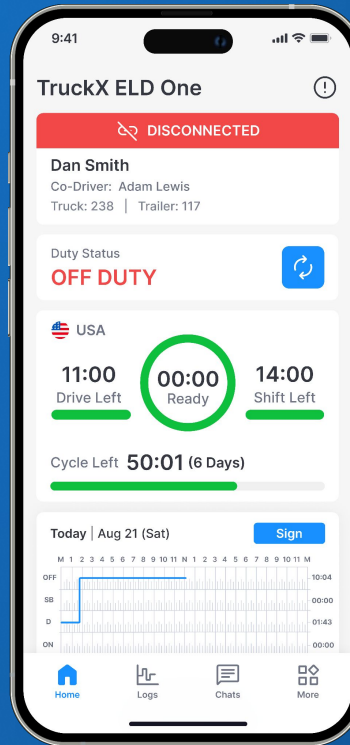 9:41
TruckX ELD One
DISCONNECTED
Dan Smith
Co-Driver: Adam Lewis
Truck: 238 | Trailer: 117
Duty Status
OFF DUTY
USA
11:00
Drive Left
00:00
Ready
14:00
Shift Left
Cycle Left 50:01 (6 Days)
Today | Aug 21 (Sat)
Sign
M 1 2 3 4 5 6 7 8 9 10 11 N 1 2 3 4 5 6 7 8 9 10 11 M
OFF 10:04
SB 00:00
D 01:43
ON 00:00
Home Logs Chats More